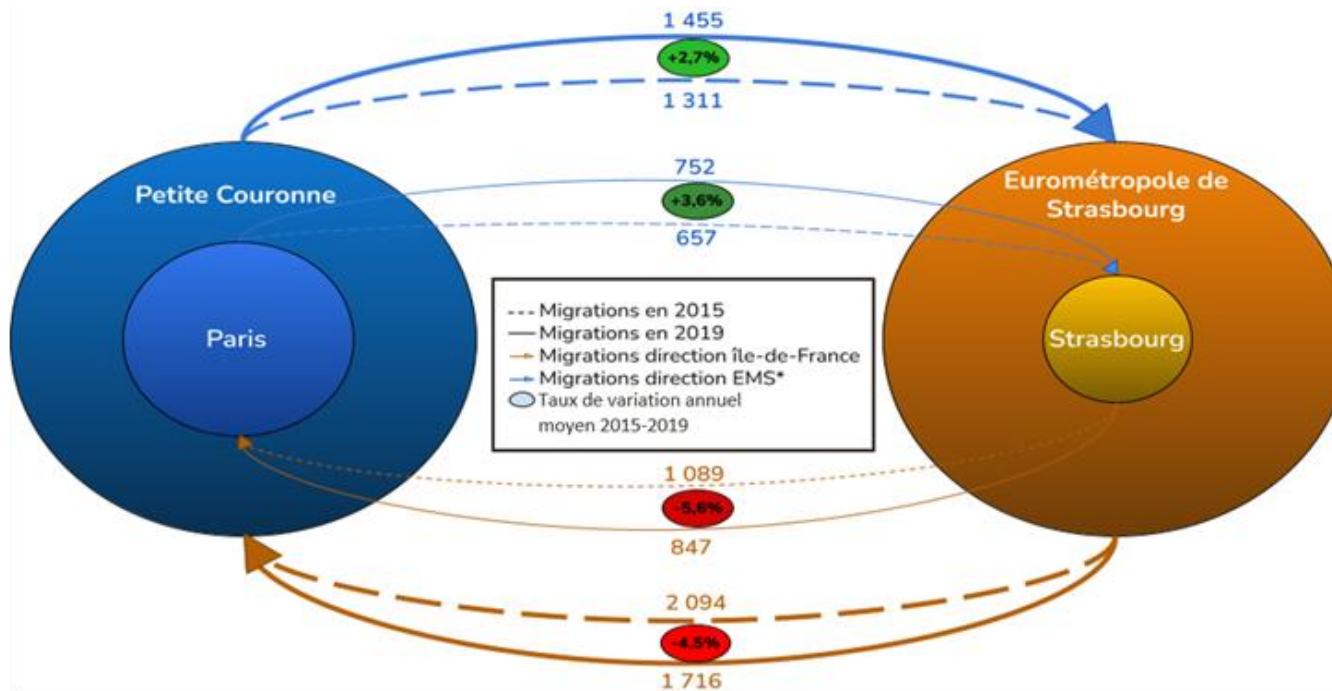 1 455
+2,7%
1 311
752
+3,6%
657
Petite Couronne
Paris
Eurométropole de
Strasbourg
Strasbourg
Migrations en 2015
Migrations en 2019
Migrations direction île-de-France
Migrations direction EMS*
Taux de variation annuel
moyen 2015-2019
1 089
-5,6%
847
2 094
-4,5%
1 716